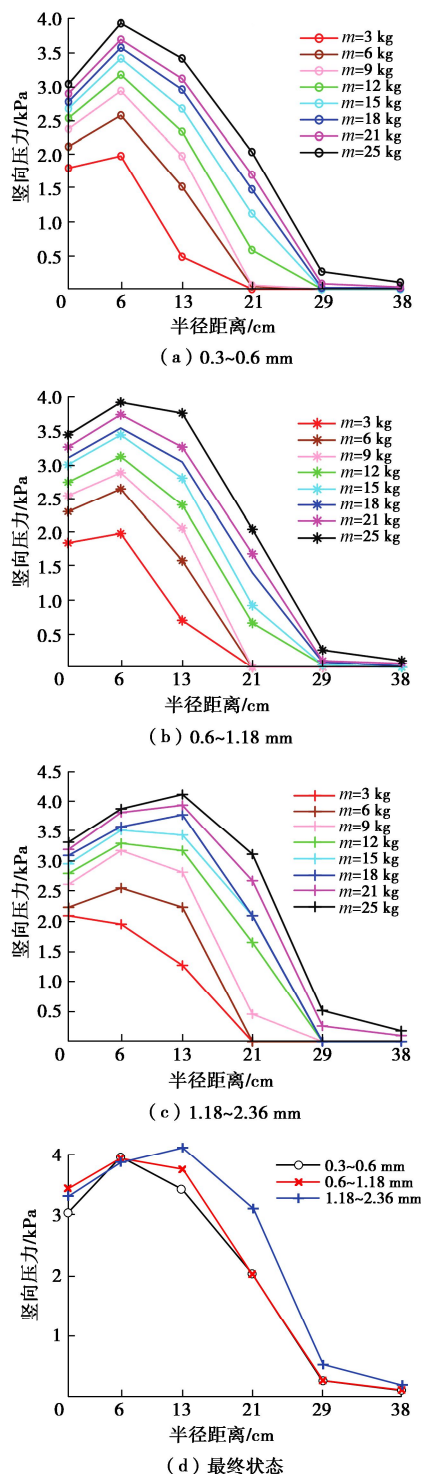 4.0
3.5
3.0
2.5
2.0
1.5
1.0
0.5
竖向压力/kPa
m=3 kg
m=6 kg
m=9 kg
m=12 kg
m=15 kg
m=18 kg
m=21 kg
m=25 kg
0 6 13 21 29 38
半径距离/cm
(a) 0.3~0.6 mm
4.0
3.5
3.0
2.5
2.0
1.5
1.0
0.5
竖向压力/kPa
m=3 kg
m=6 kg
m=9 kg
m=12 kg
m=15 kg
m=18 kg
m=21 kg
m=25 kg
0 6 13 21 29 38
半径距离/cm
(b) 0.6~1.18 mm
4.5
4.0
3.5
3.0
2.5
2.0
1.5
1.0
0.5
竖向压力/kPa
m=3 kg
m=6 kg
m=9 kg
m=12 kg
m=15 kg
m=18 kg
m=21 kg
m=25 kg
0 6 13 21 29 38
半径距离/cm
(c) 1.18~2.36 mm
4
3
2
1
竖向压力/kPa
0.3~0.6 mm
0.6~1.18 mm
1.18~2.36 mm
0 6 13 21 29 38
半径距离/cm
(d) 最终状态